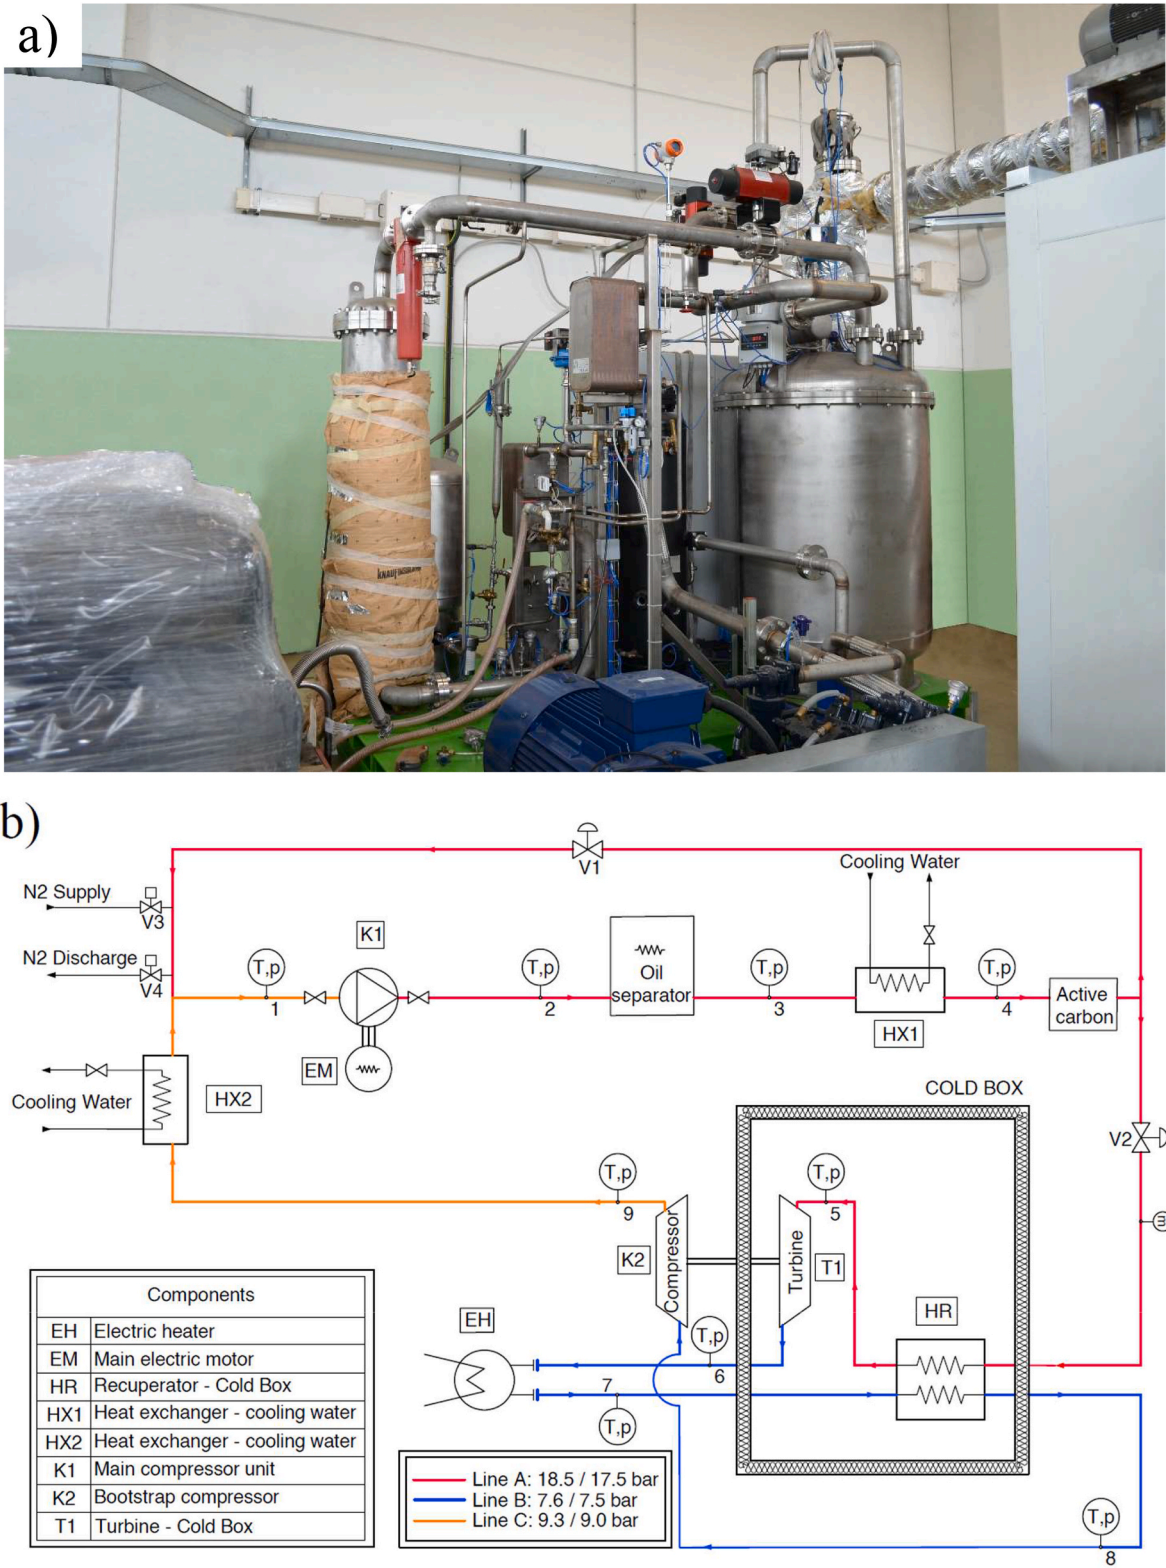 a)
KNAUFINSULATION
b)
V1
Cooling Water
N2 Supply
V3
K1
N2 Discharge
V4
T,p
1
T,p
2
Oil
separator
T,p
3
T,p
4
Active
carbon
HX1
EM
HX2
Cooling Water
COLD BOX
V2
T,p
9
T,p
5
K2
Compressor
Turbine
T1
m
HR
EH
T,p
6
7
T,p
Components
EH Electric heater
EM Main electric motor
HR Recuperator - Cold Box
HX1 Heat exchanger - cooling water
HX2 Heat exchanger - cooling water
K1 Main compressor unit
K2 Bootstrap compressor
T1 Turbine - Cold Box
Line A: 18.5 / 17.5 bar
Line B: 7.6 / 7.5 bar
Line C: 9.3 / 9.0 bar
T,p
8